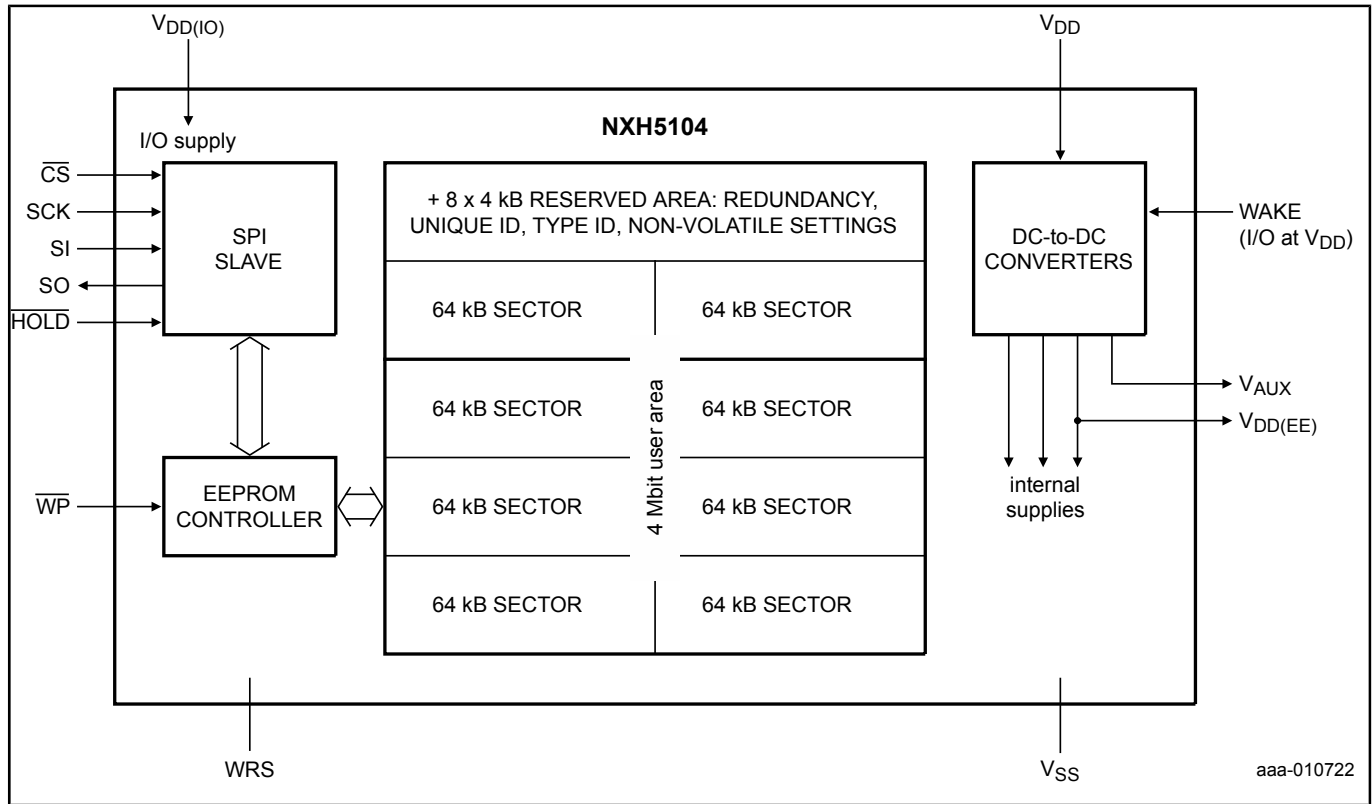 VDD(IO)
VDD
NXH5104
I/O supply
CS
SCK
SI
SO
HOLD
SPI
SLAVE
+ 8 x 4 kB RESERVED AREA: REDUNDANCY,
UNIQUE ID, TYPE ID, NON-VOLATILE SETTINGS
DC-to-DC
CONVERTERS
WAKE
(I/O at VDD)
64 kB SECTOR
64 kB SECTOR
64 kB SECTOR
64 kB SECTOR
64 kB SECTOR
64 kB SECTOR
64 kB SECTOR
64 kB SECTOR
4 Mbit user area
VAUX
VDD(EE)
internal
supplies
WP
EEPROM
CONTROLLER
WRS
VSS
aaa-010722